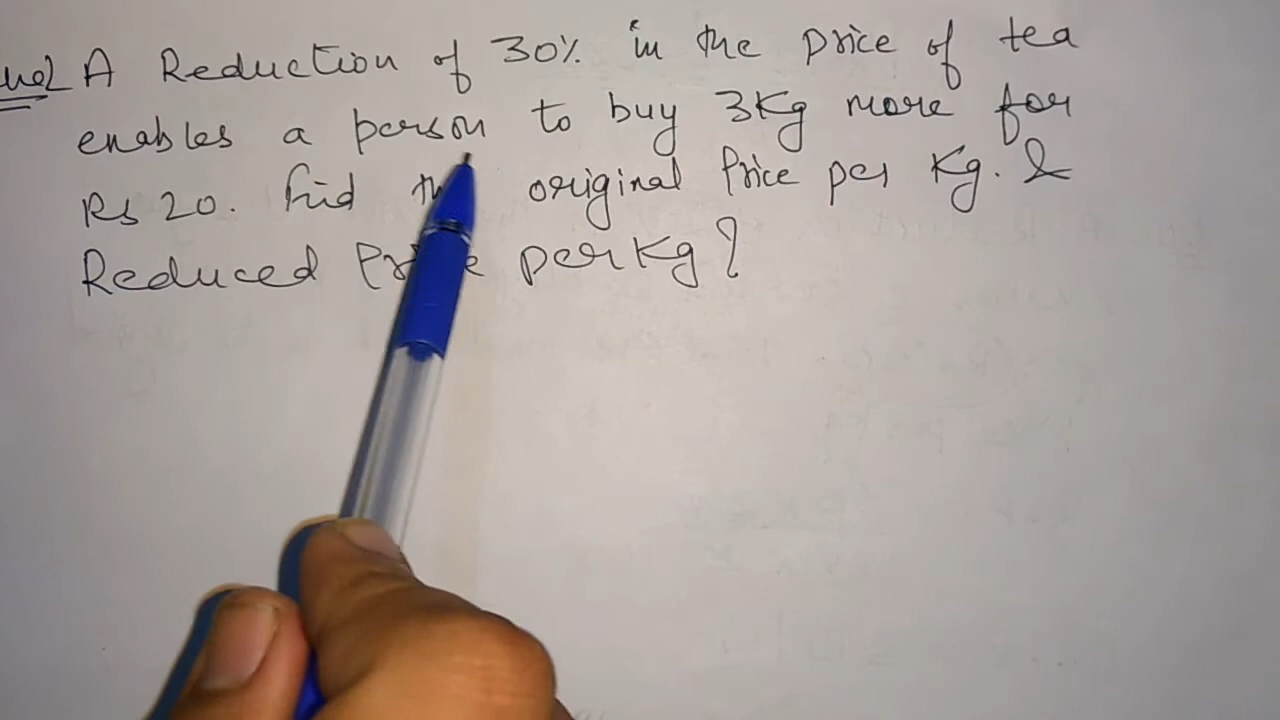 A Reduction of 30% in the price of tea
enables a person to buy 3Kg more for
Rs 20. Find original Price per Kg. &
Reduced per Kg?